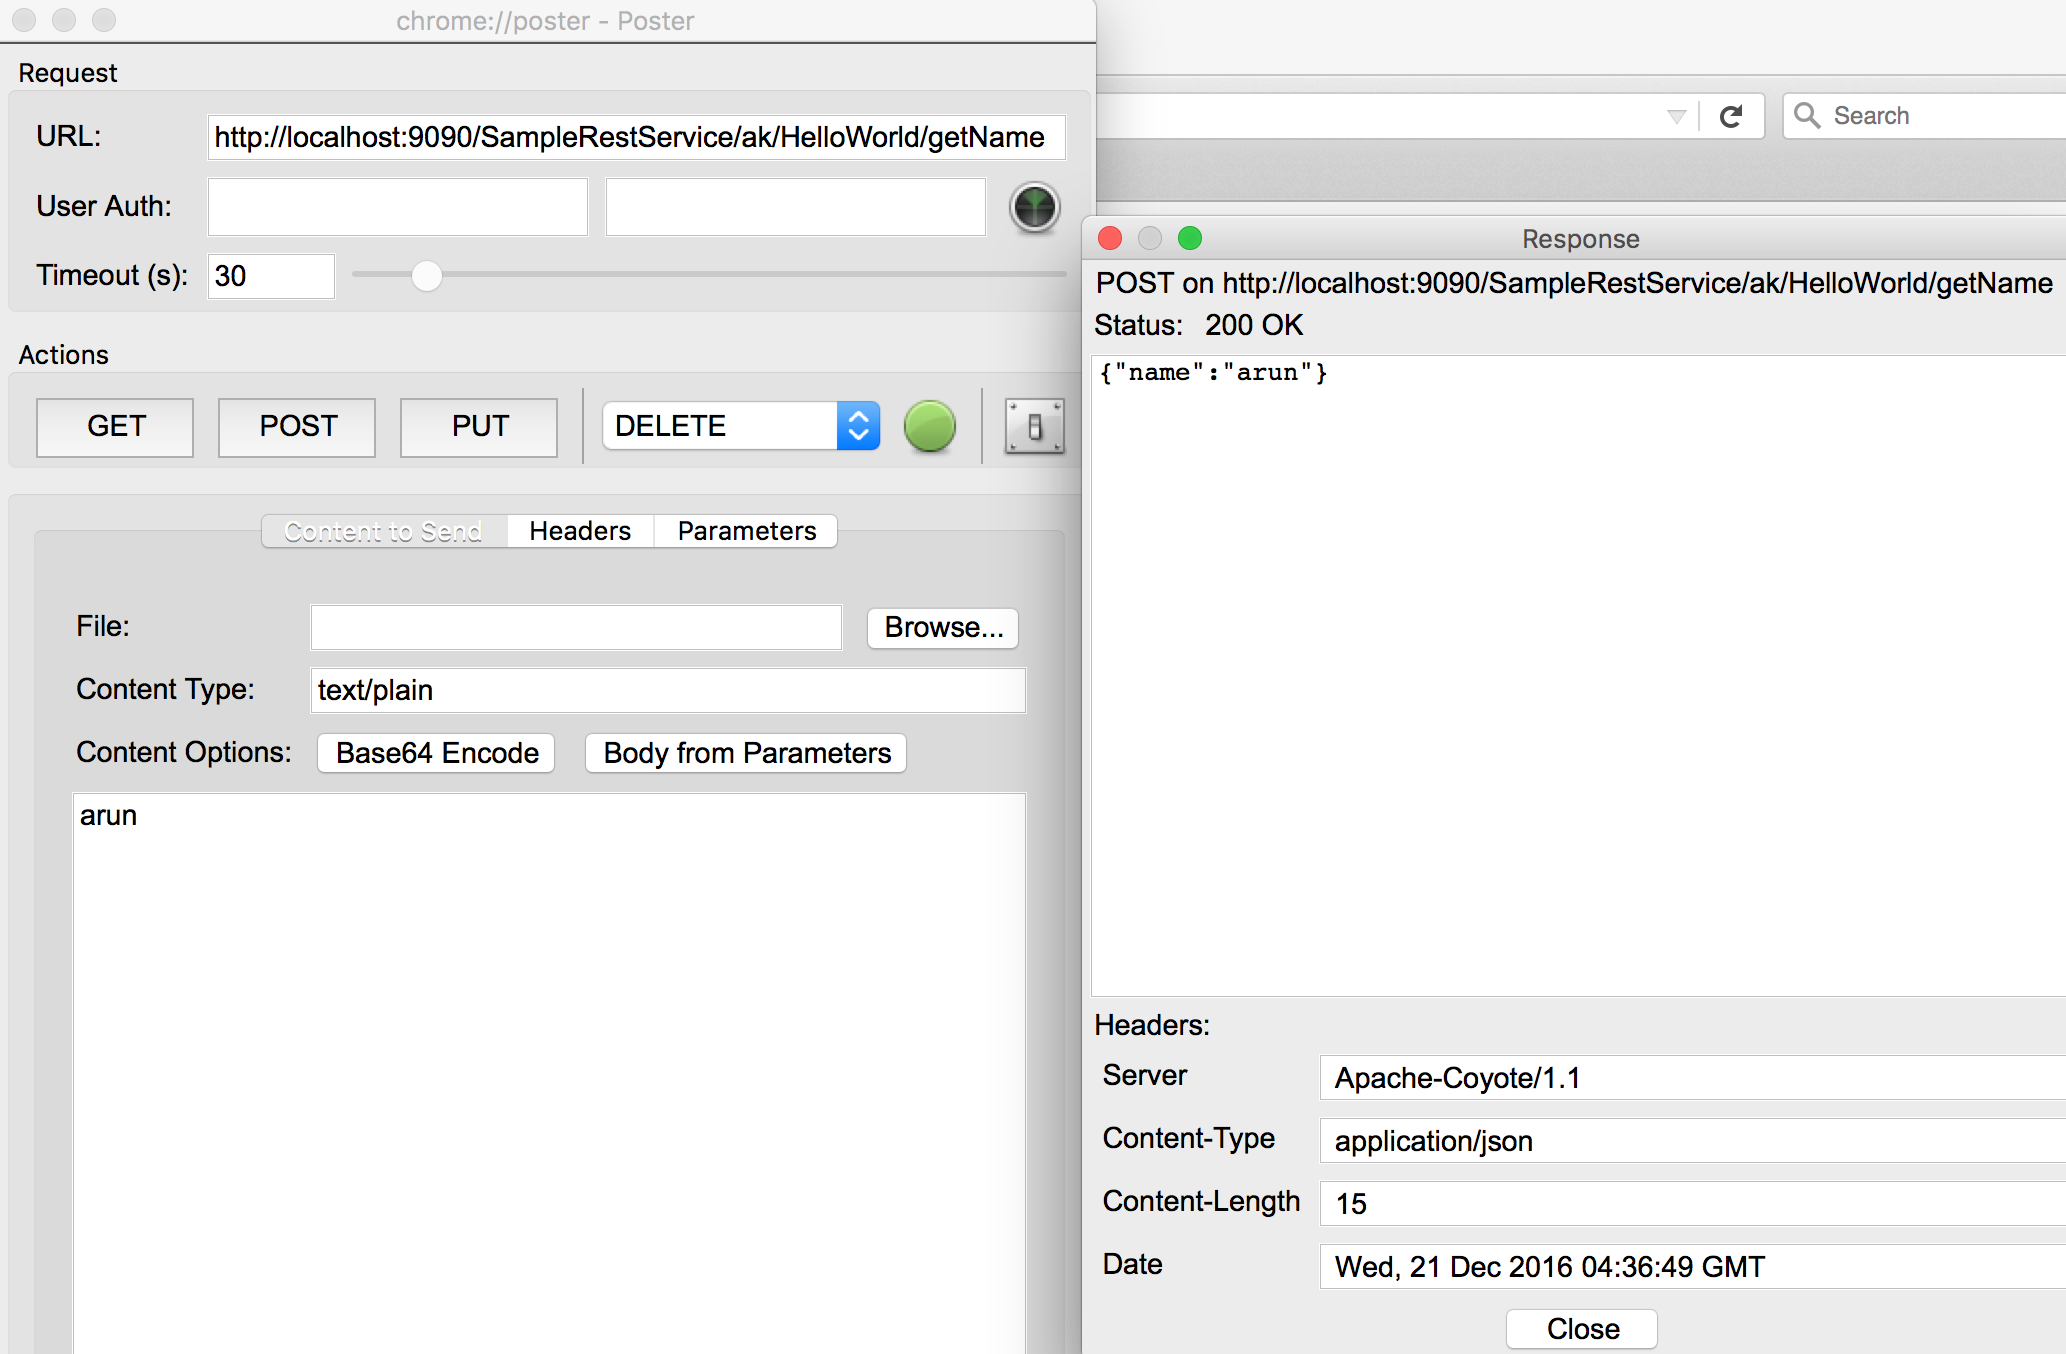 chrome://poster - Poster
Request
URL: http://localhost:9090/SampleRestService/ak/HelloWorld/getName
User Auth:
Timeout (s): 30
Actions
GET POST PUT DELETE
Content to Send Headers Parameters
File: Browse...
Content Type: text/plain
Content Options: Base64 Encode Body from Parameters
arun
Search
Response
POST on http://localhost:9090/SampleRestService/ak/HelloWorld/getName
Status: 200 OK
{"name":"arun"}
Headers:
Server Apache-Coyote/1.1
Content-Type application/json
Content-Length 15
Date Wed, 21 Dec 2016 04:36:49 GMT
Close